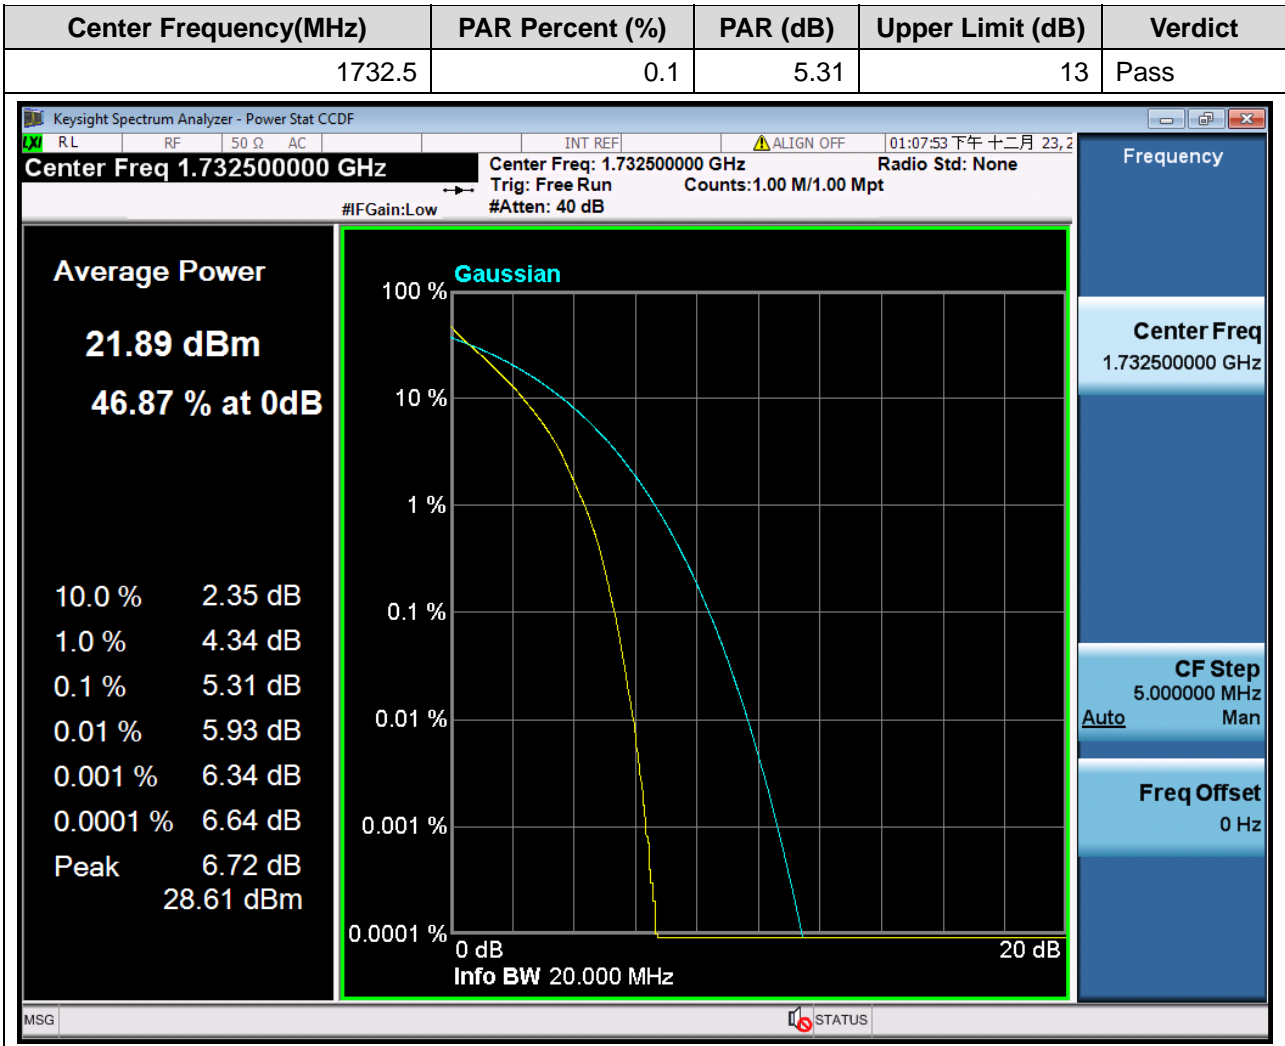 Center Frequency(MHz) PAR Percent (%) PAR (dB) Upper Limit (dB) Verdict
1732.5 0.1 5.31 13 Pass
Keysight Spectrum Analyzer - Power Stat CCDF
LXI RL RF 50 Ω AC INT REF ALIGN OFF 01:07:53 下午 十二月 23, 2
Center Freq 1.732500000 GHz
Center Freq: 1.732500000 GHz Radio Std: None
Trig: Free Run Counts:1.00 M/1.00 Mpt
#IFGain:Low #Atten: 40 dB
Average Power
21.89 dBm
46.87 % at 0dB
10.0 % 2.35 dB
1.0 % 4.34 dB
0.1 % 5.31 dB
0.01 % 5.93 dB
0.001 % 6.34 dB
0.0001 % 6.64 dB
Peak 6.72 dB
28.61 dBm
Gaussian
100 %
10 %
1 %
0.1 %
0.01 %
0.001 %
0.0001 %
0 dB 20 dB
Info BW 20.000 MHz
Frequency
Center Freq
1.732500000 GHz
CF Step
5.000000 MHz
Auto Man
Freq Offset
0 Hz
MSG STATUS